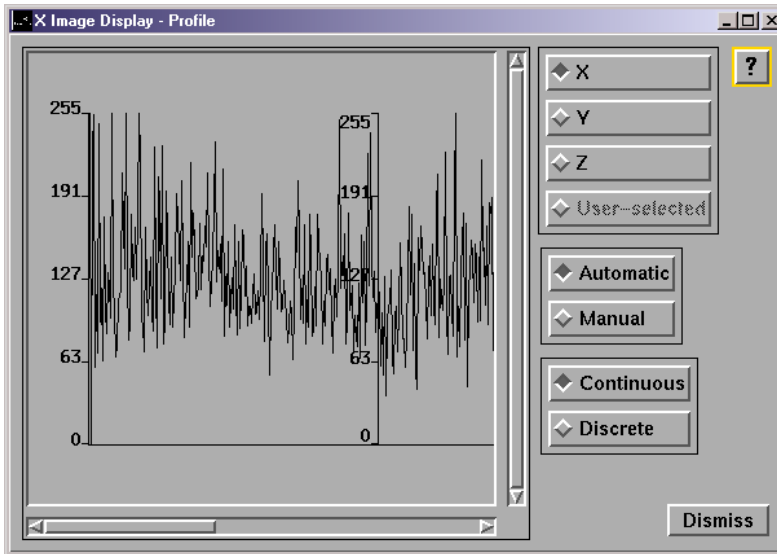 X Image Display - Profile
255
191
127
63
0
255
191
127
63
0
X
Y
Z
User-selected
Automatic
Manual
Continuous
Discrete
?
Dismiss